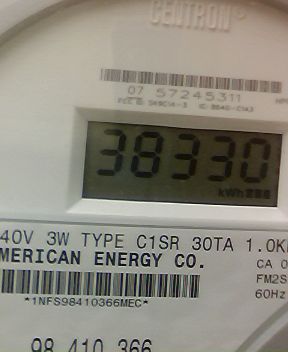 CENTRON®
07 57245311
38330
kWh
40V 3W TYPE C1SR 30TA 1.0K
MERICAN ENERGY CO.
CA 0
FM2S
60Hz
*1NFS98410366MEC*
98 410 366